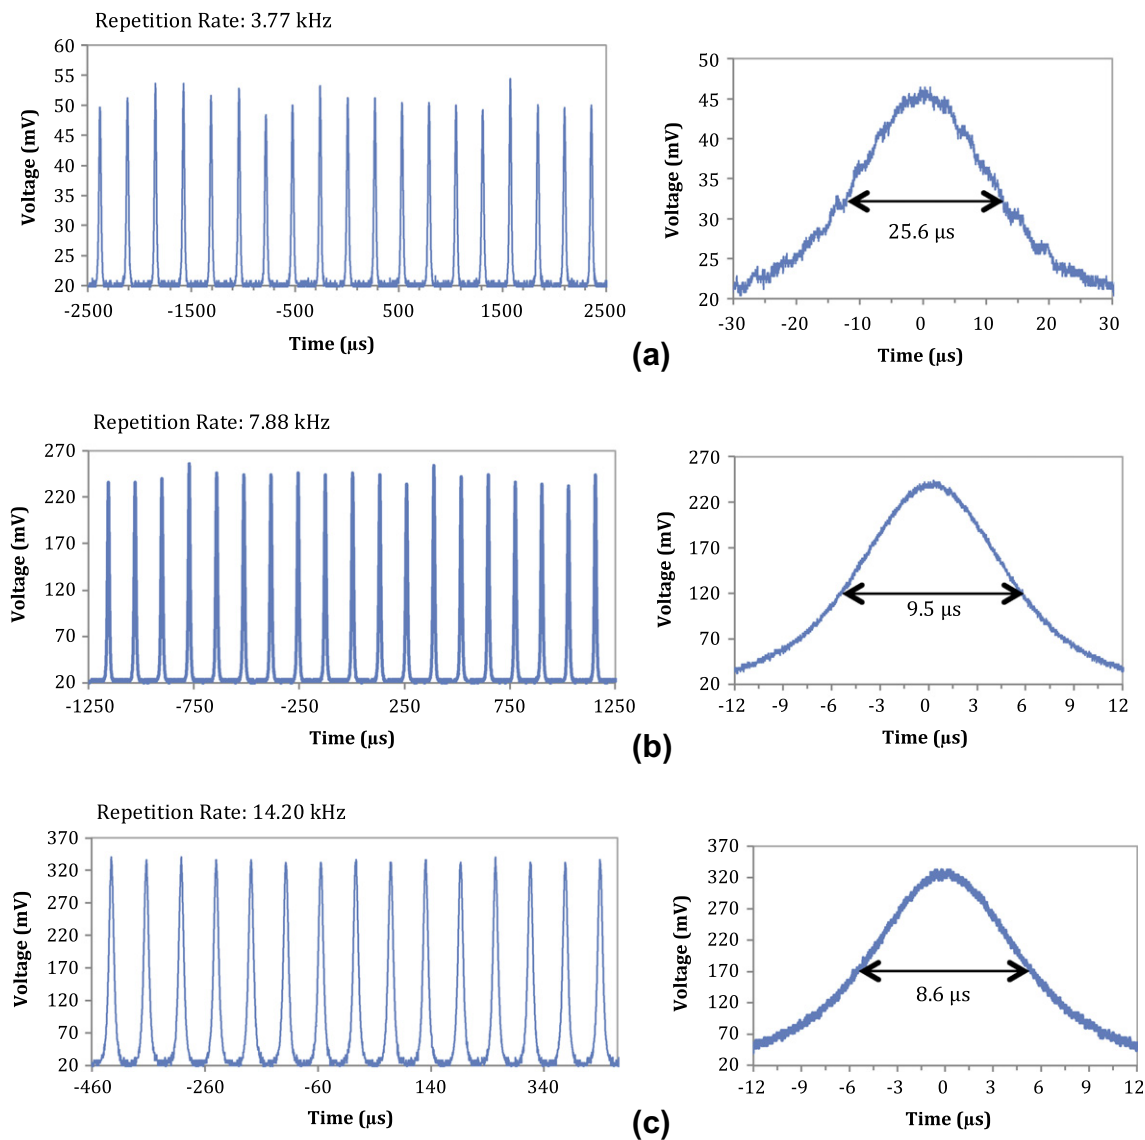 Repetition Rate: 3.77 kHz
60
55
50
45
40
35
30
25
20
Voltage (mV)
-2500 -1500 -500 500 1500 2500
Time (µs)
50
45
40
35
30
25
20
Voltage (mV)
25.6 µs
-30 -20 -10 0 10 20 30
Time (µs)
(a)
Repetition Rate: 7.88 kHz
270
220
170
120
70
20
Voltage (mV)
-1250 -750 -250 250 750 1250
Time (µs)
270
220
170
120
70
20
Voltage (mV)
9.5 µs
-12 -9 -6 -3 0 3 6 9 12
Time (µs)
(b)
Repetition Rate: 14.20 kHz
370
320
270
220
170
120
70
20
Voltage (mV)
-460 -260 -60 140 340
Time (µs)
370
320
270
220
170
120
70
20
Voltage (mV)
8.6 µs
-12 -9 -6 -3 0 3 6 9 12
Time (µs)
(c)